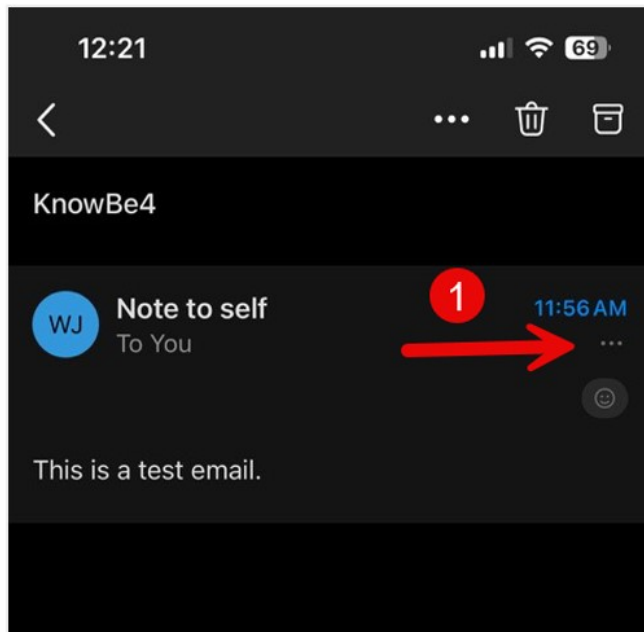 12:21
69
KnowBe4
1
WJ
Note to self
11:56 AM
To You
This is a test email.